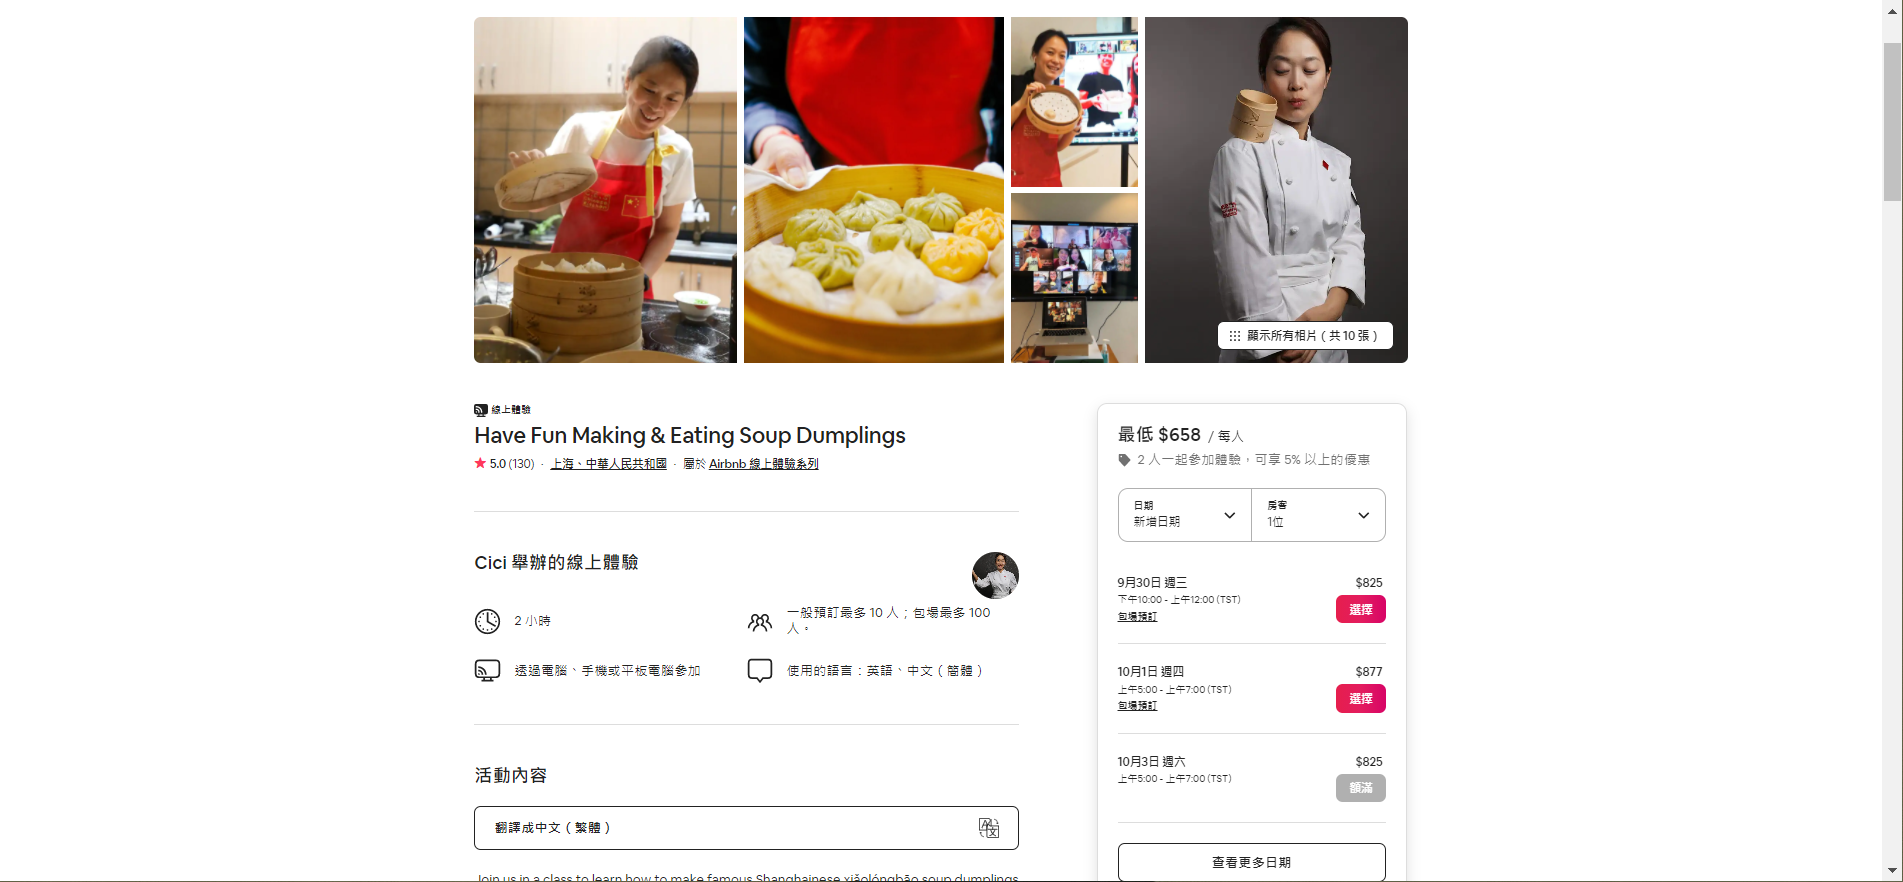 顯示所有相片 ( 共 10 張 )
線上體驗
Have Fun Making & Eating Soup Dumplings
5.0 (130) · 上海、中華人民共和國 · 屬於 Airbnb 線上體驗系列
Cici 舉辦的線上體驗
2 小時
一般預訂最多 10 人；包場最多 100
人。
透過電腦、手機或平板電腦參加
使用的語言：英語、中文 ( 簡體 )
活動內容
翻譯成中文 ( 繁體 )
Join us in a class to learn how to make famous Shanghainese xiǎolóngbāo soup dumplings
最低 $658 / 每人
2 人一起參加體驗，可享 5% 以上的優惠
日期
新增日期
房客
1位
9月30日 週三
$825
下午10:00 - 上午12:00 (TST)
包場預訂
選擇
10月1日 週四
$877
上午5:00 - 上午7:00 (TST)
包場預訂
選擇
10月3日 週六
$825
上午5:00 - 上午7:00 (TST)
額滿
查看更多日期